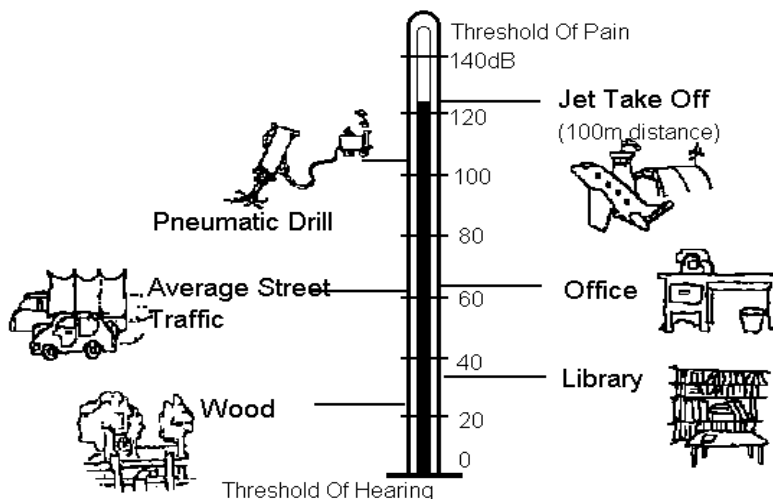 Threshold Of Pain
140dB
Jet Take Off
120
(100m distance)
100
Pneumatic Drill
80
Average Street
Office
60
Traffic
40
Library
Wood
20
0
Threshold Of Hearing